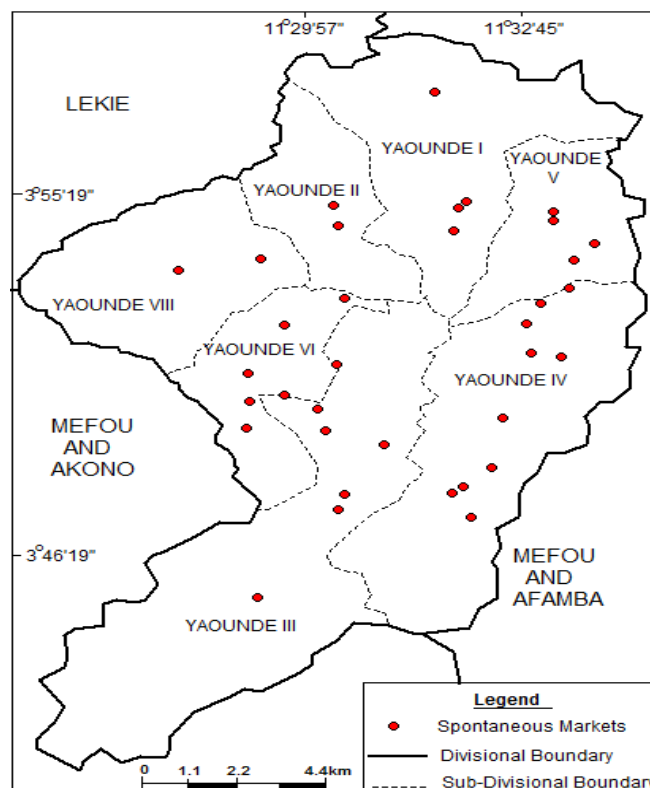 11°29'57"
11°32'45"
LEKIE
YAOUNDE I
YAOUNDE
V
3°55'19"
YAOUNDE II
YAOUNDE VIII
YAOUNDE VI
YAOUNDE IV
MEFOU
AND
AKONO
3°46'19"
MEFOU
AND
AFAMBA
YAOUNDE III
Legend
Spontaneous Markets
Divisional Boundary
Sub-Divisional Boundary
0 1.1 2.2 4.4km